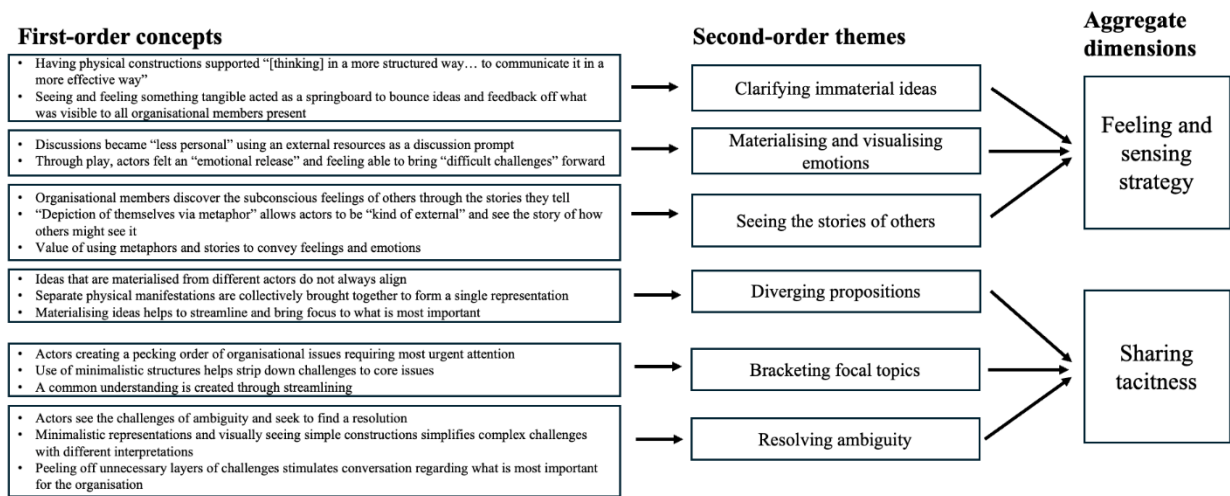 First-order concepts
Second-order themes
Aggregate
dimensions
• Having physical constructions supported “[thinking] in a more structured way… to communicate it in
a more effective way”
• Seeing and feeling something tangible acted as a springboard to bounce ideas and feedback off what
was visible to all organisational members present
Clarifying immaterial ideas
• Discussions became “less personal” using an external resources as a discussion prompt
• Through play, actors felt an “emotional release” and feeling able to bring “difficult challenges” forward
Materialising and visualising
emotions
• Organisational members discover the subconscious feelings of others through the stories they tell
• “Depiction of themselves via metaphor” allows actors to be “kind of external” and see the story of how
others might see it
• Value of using metaphors and stories to convey feelings and emotions
Seeing the stories of others
Feeling and
sensing
strategy
• Ideas that are materialised from different actors do not always align
• Separate physical manifestations are collectively brought together to form a single representation
• Materialising ideas helps to streamline and bring focus to what is most important
Diverging propositions
• Actors creating a pecking order of organisational issues requiring most urgent attention
• Use of minimalistic structures helps strip down challenges to core issues
• A common understanding is created through streamlining
Bracketing focal topics
• Actors see the challenges of ambiguity and seek to find a resolution
• Minimalistic representations and visually seeing simple constructions simplifies complex challenges
with different interpretations
• Peeling off unnecessary layers of challenges stimulates conversation regarding what is most important
for the organisation
Resolving ambiguity
Sharing
tacitness